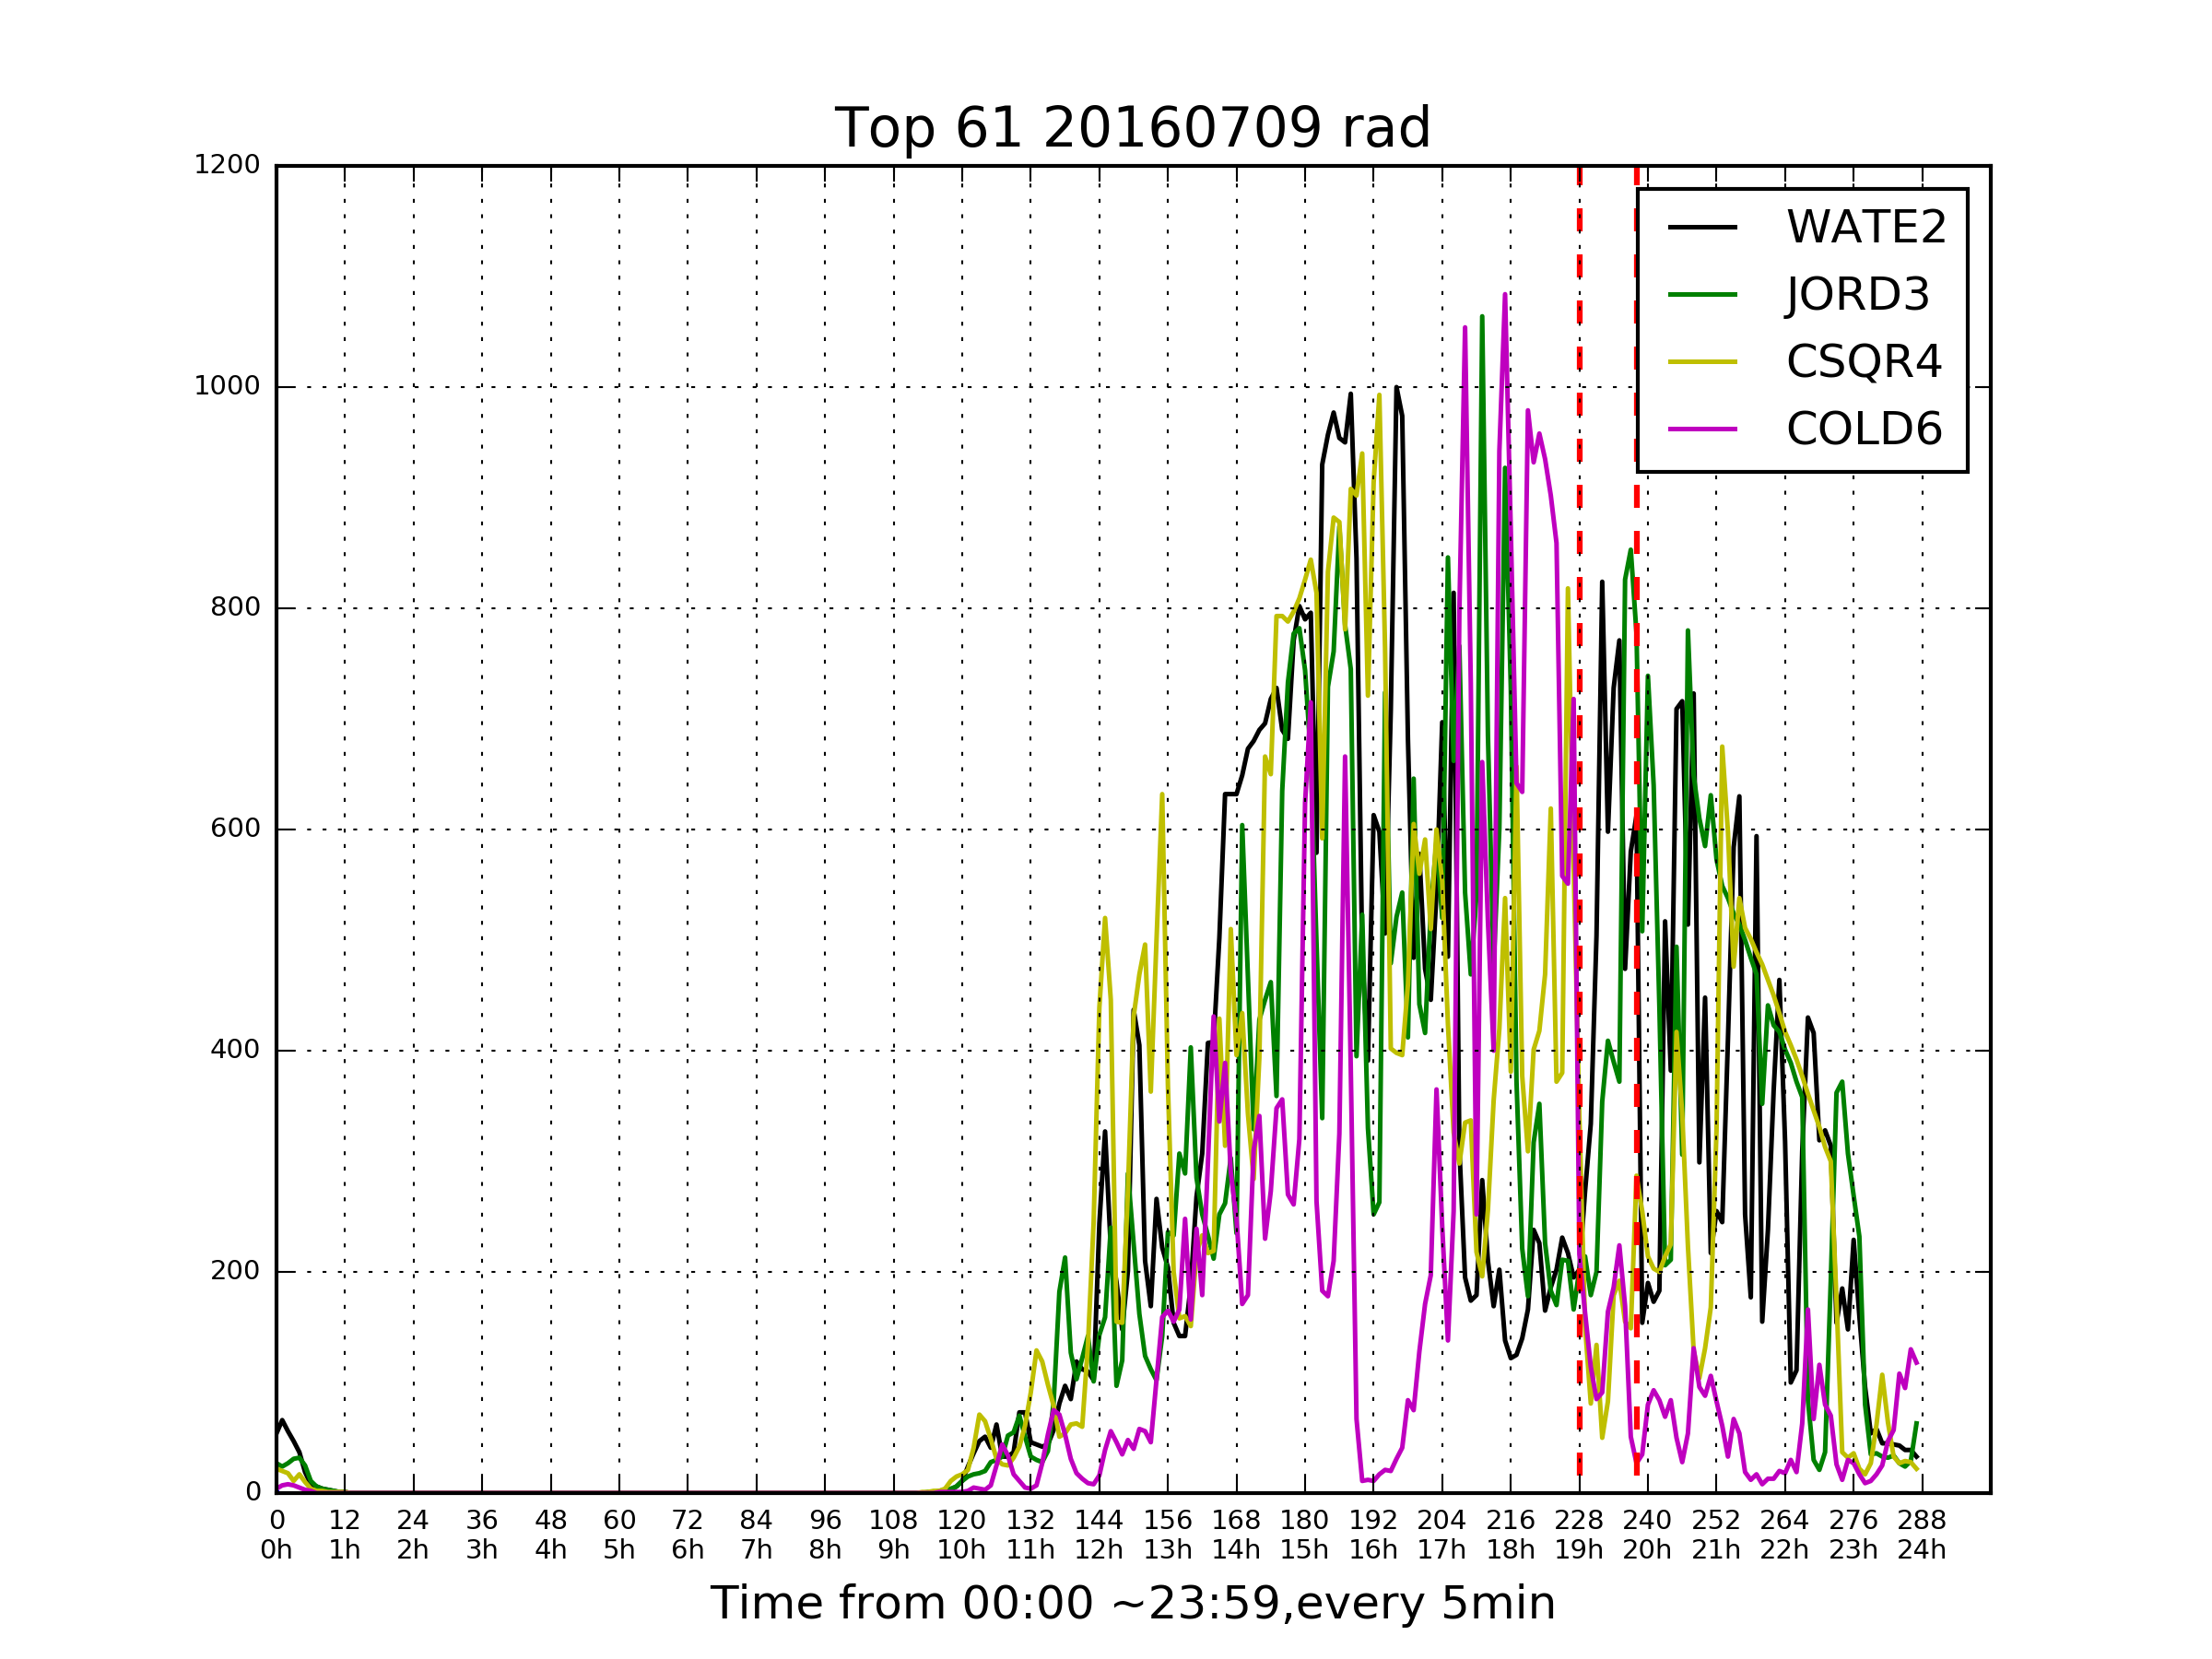 Top 61 20160709 rad
1200
1000
800
600
400
200
0
WATE2
JORD3
CSQR4
COLD6
0 12 24 36 48 60 72 84 96 108 120 132 144 156 168 180 192 204 216 228 240 252 264 276 288
0h 1h 2h 3h 4h 5h 6h 7h 8h 9h 10h 11h 12h 13h 14h 15h 16h 17h 18h 19h 20h 21h 22h 23h 24h
Time from 00:00 ~23:59,every 5min